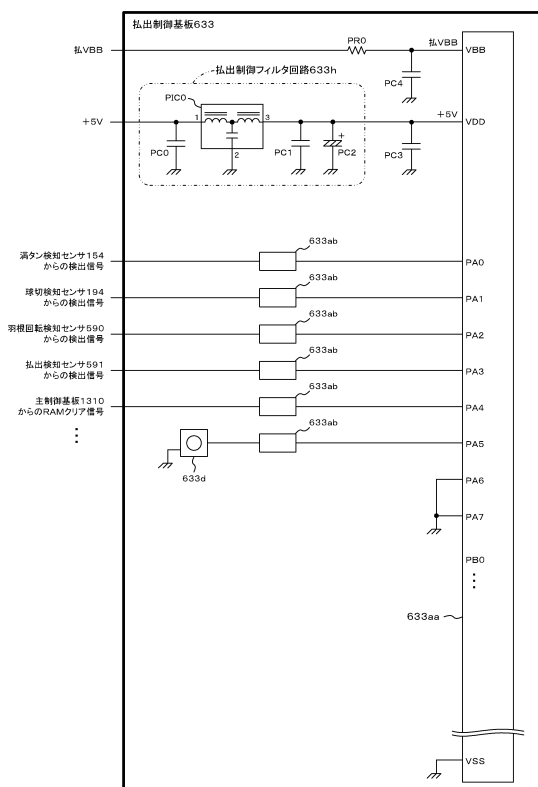 払出制御基板633
払VBB
PR0
払VBB
VBB
PC4
払出制御フィルタ回路633h
PIC0
+5V
1
3
2
PC0
PC1
+
PC2
PC3
+5V
VDD
満タン検知センサ154
からの検出信号
633ab
PA0
球切検知センサ194
からの検出信号
633ab
PA1
羽根回転検知センサ590
からの検出信号
633ab
PA2
払出検知センサ591
からの検出信号
633ab
PA3
主制御基板1310
からのRAMクリア信号
633ab
PA4
⋮
633ab
PA5
633d
PA6
PA7
PB0
⋮
633aa
VSS